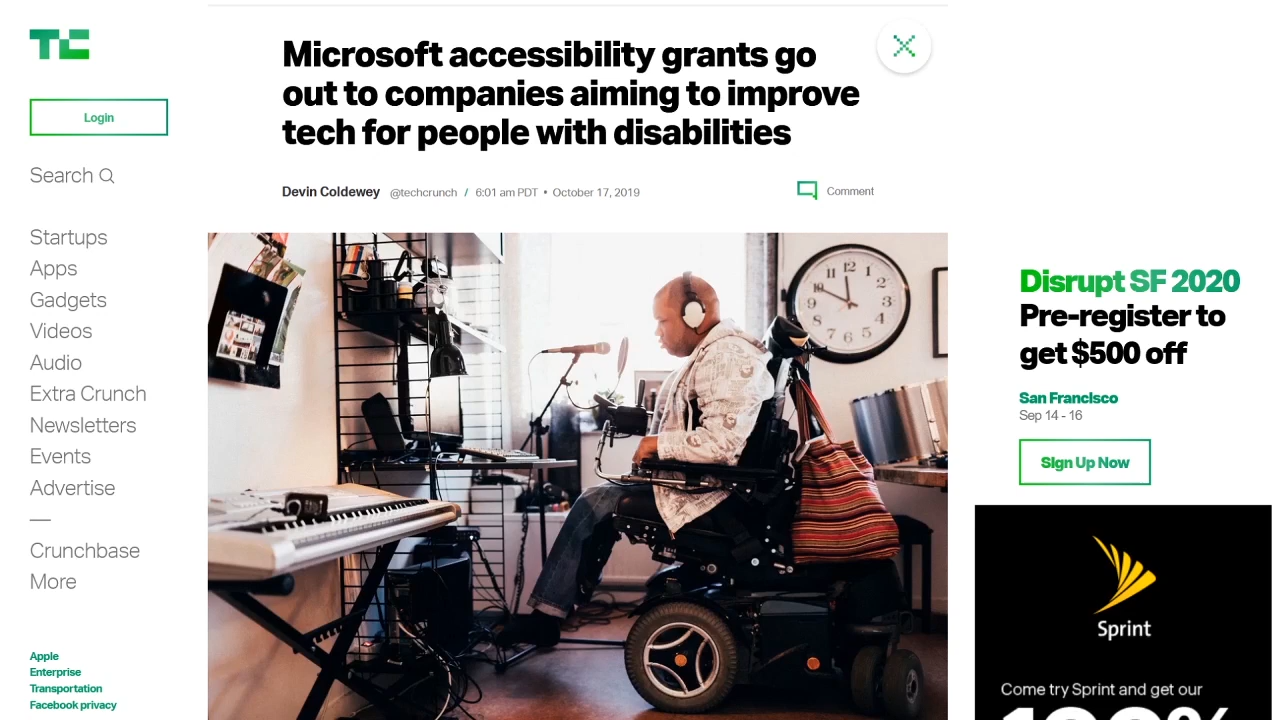 TC
Login
Search
Startups
Apps
Gadgets
Videos
Audio
Extra Crunch
Newsletters
Events
Advertise
—
Crunchbase
More
Apple
Enterprise
Transportation
Facebook privacy
Microsoft accessibility grants go
out to companies aiming to improve
tech for people with disabilities
Devin Coldewey @techcrunch / 6:01 am PDT • October 17, 2019
Comment
Disrupt SF 2020
Pre-register to
get $500 off
San Francisco
Sep 14 - 16
Sign Up Now
Sprint
Come try Sprint and get our
100%